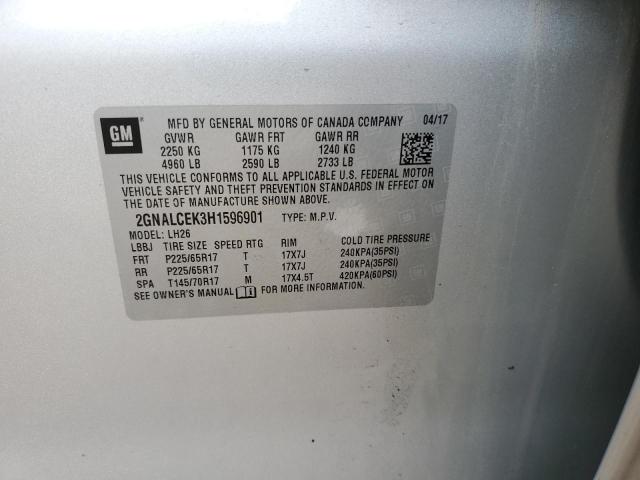 GM
MFD BY GENERAL MOTORS OF CANADA COMPANY 04/17
GVWR GAWR FRT GAWR RR
2250 KG 1175 KG 1240 KG
4960 LB 2590 LB 2733 LB
THIS VEHICLE CONFORMS TO ALL APPLICABLE U.S. FEDERAL MOTOR
VEHICLE SAFETY AND THEFT PREVENTION STANDARDS IN EFFECT ON
THE DATE OF MANUFACTURE SHOWN ABOVE.
2GNALCEK3H1596901 TYPE: M.P.V.
MODEL: LH26
LBBJ TIRE SIZE SPEED RTG RIM COLD TIRE PRESSURE
FRT P225/65R17 T 17X7J 240KPA(35PSI)
RR P225/65R17 T 17X7J 240KPA(35PSI)
SPA T145/70R17 M 17X4.5T 420KPA(60PSI)
SEE OWNER'S MANUAL FOR MORE INFORMATION.